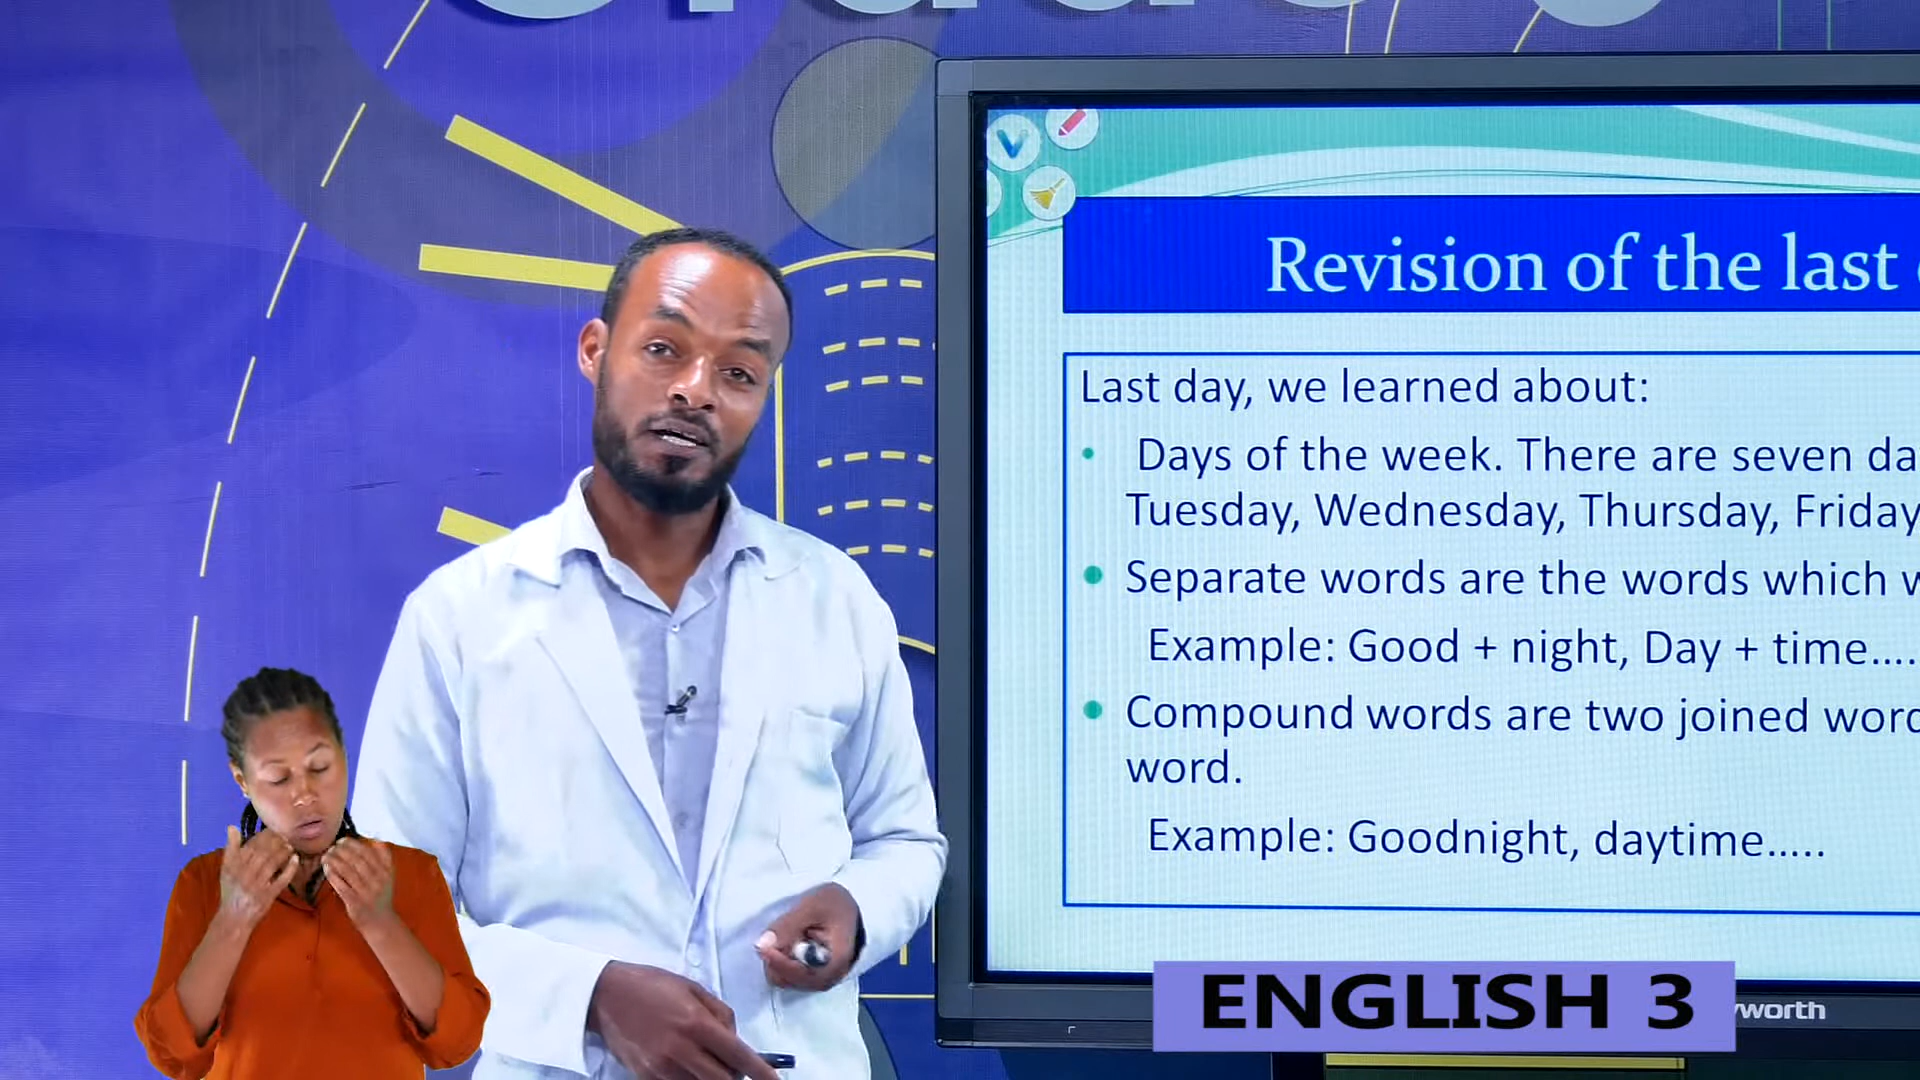 Revision of the last
Last day, we learned about:
• Days of the week. There are seven da
Tuesday, Wednesday, Thursday, Friday,
• Separate words are the words which w
Example: Good + night, Day + time....
• Compound words are two joined word
word.
Example: Goodnight, daytime.....
ENGLISH 3
yworth